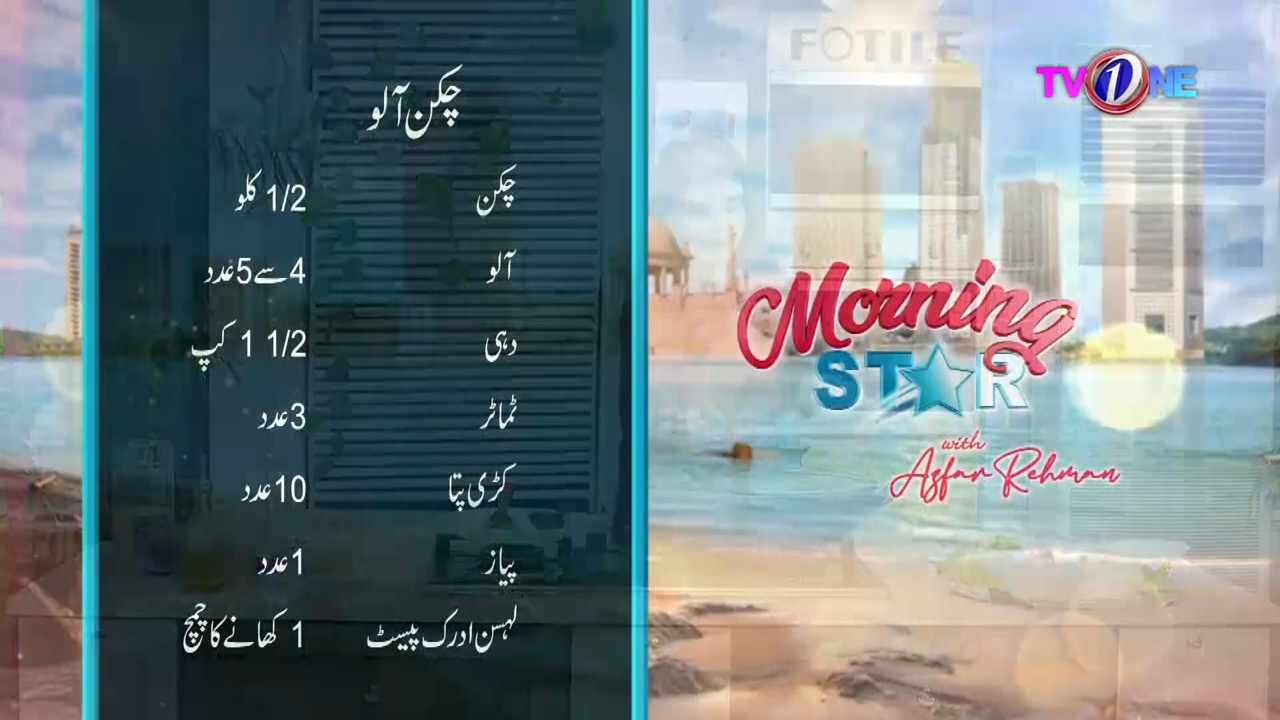 چکن آلو
چکن 1/2 کلو
آلو 4 سے 5 عدد
دہی 1 1/2 کپ
ٹماٹر 3 عدد
کڑی پتا 10 عدد
پیاز 1 عدد
لہسن ادرک پیسٹ 1 کھانے کا چمچ
FOTILE
TV ONE
Morning
STAR
with
Azfar Rehman